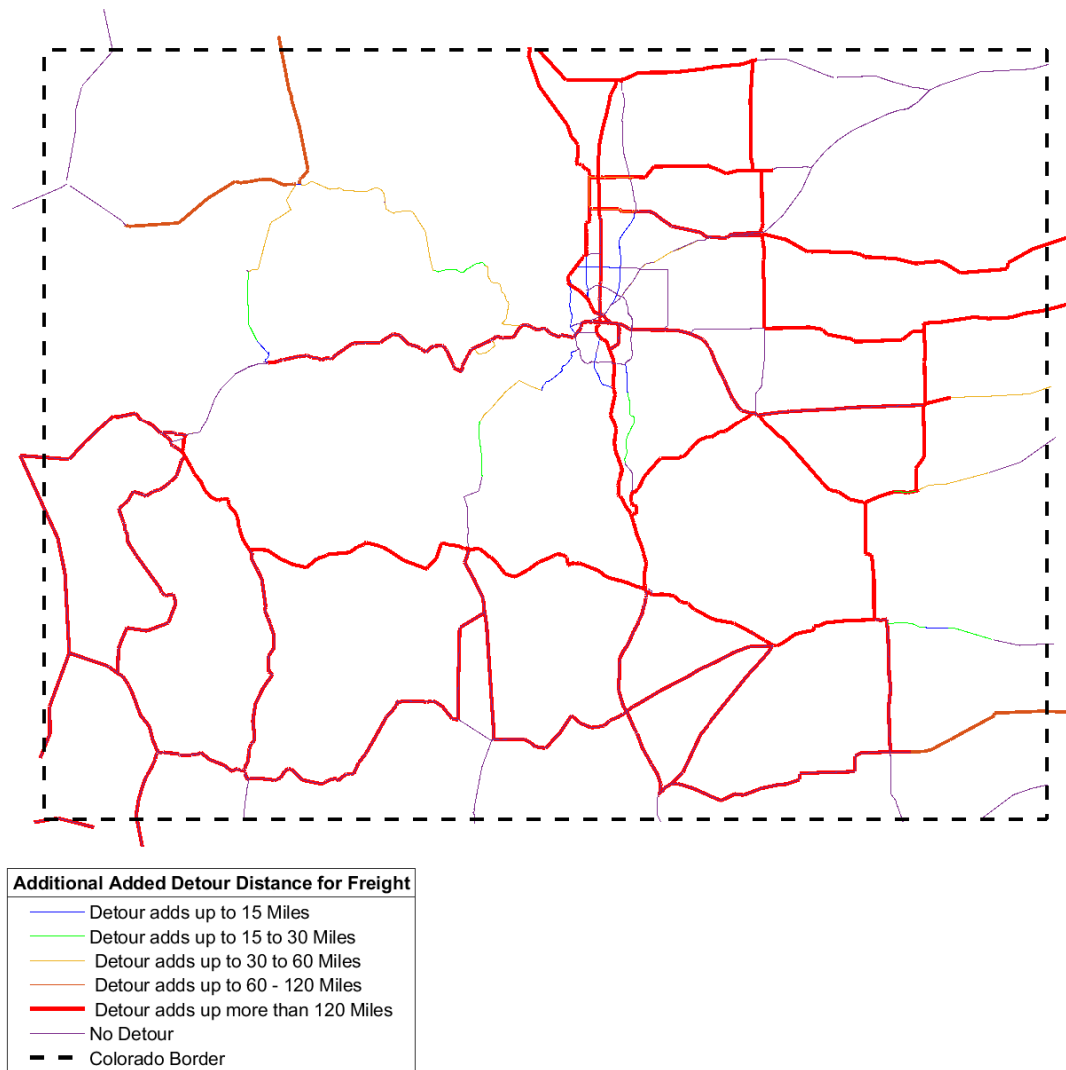 Additional Added Detour Distance for Freight
Detour adds up to 15 Miles
Detour adds up to 15 to 30 Miles
Detour adds up to 30 to 60 Miles
Detour adds up to 60 - 120 Miles
Detour adds up more than 120 Miles
No Detour
Colorado Border